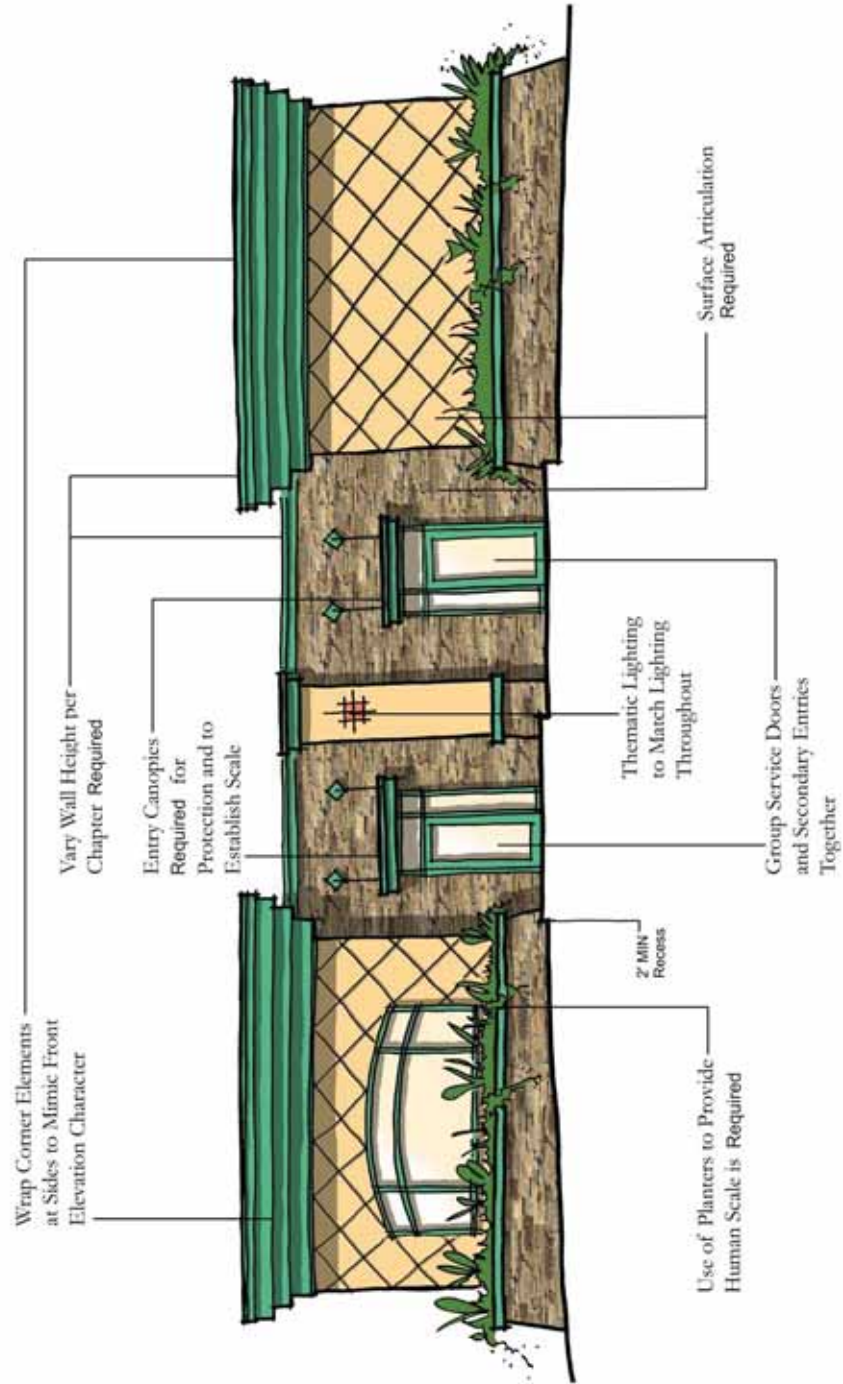 Wrap Corner Elements
at Sides to Mimic Front
Elevation Character
Vary Wall Height per
Chapter Required
Entry Canopies
Required for
Protection and to
Establish Scale
2' MIN
Recess
Use of Planters to Provide
Human Scale is Required
Thematic Lighting
to Match Lighting
Throughout
Group Service Doors
and Secondary Entries
Together
Surface Articulation
Required